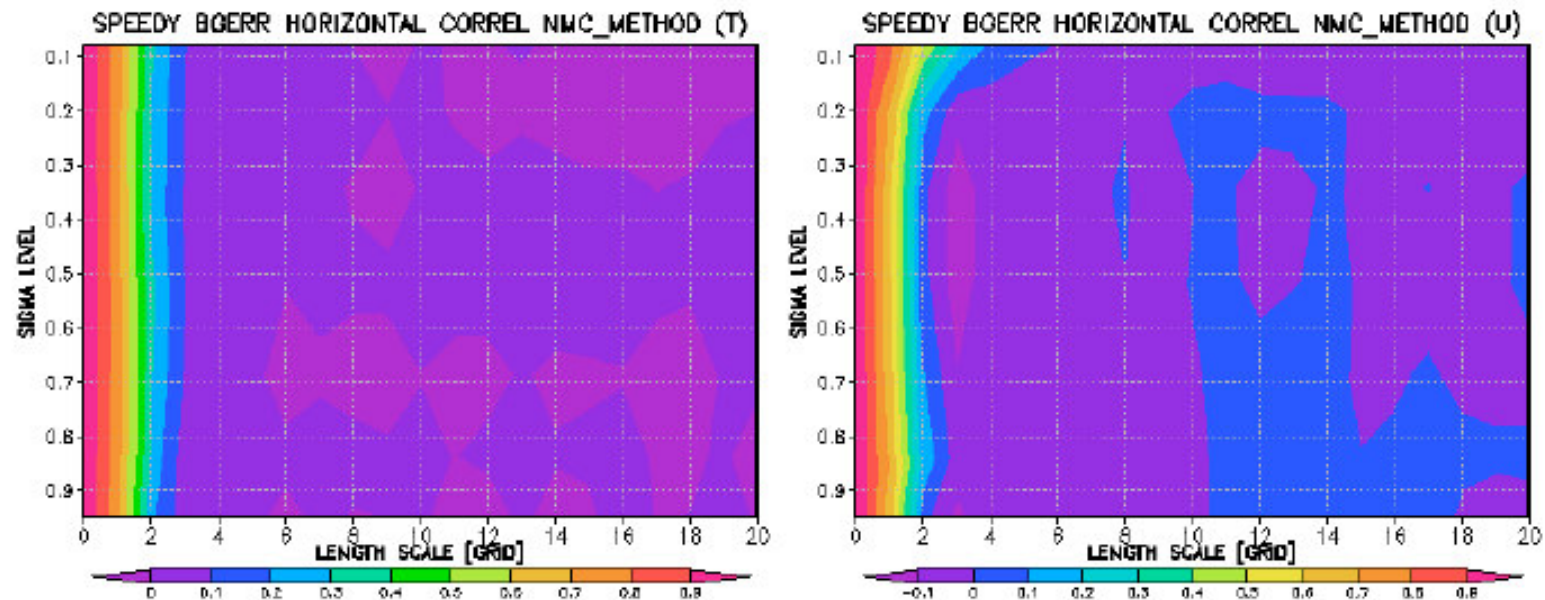 SPEEDY BGERR HORIZONTAL CORREL NMC_METHOD (T)
0.1
0.2
0.3
0.4
0.5
0.6
0.7
0.8
0.9
SIGMA LEVEL
0 2 4 6 8 10 12 14 16 18 20
LENGTH SCALE [GRID]
0 0.1 0.2 0.3 0.4 0.5 0.6 0.7 0.8 0.9
SPEEDY BGERR HORIZONTAL CORREL NMC_METHOD (U)
0.1
0.2
0.3
0.4
0.5
0.6
0.7
0.8
0.9
SIGMA LEVEL
0 2 4 6 8 10 12 14 16 18 20
LENGTH SCALE [GRID]
-0.1 0 0.1 0.2 0.3 0.4 0.5 0.6 0.7 0.8 0.9